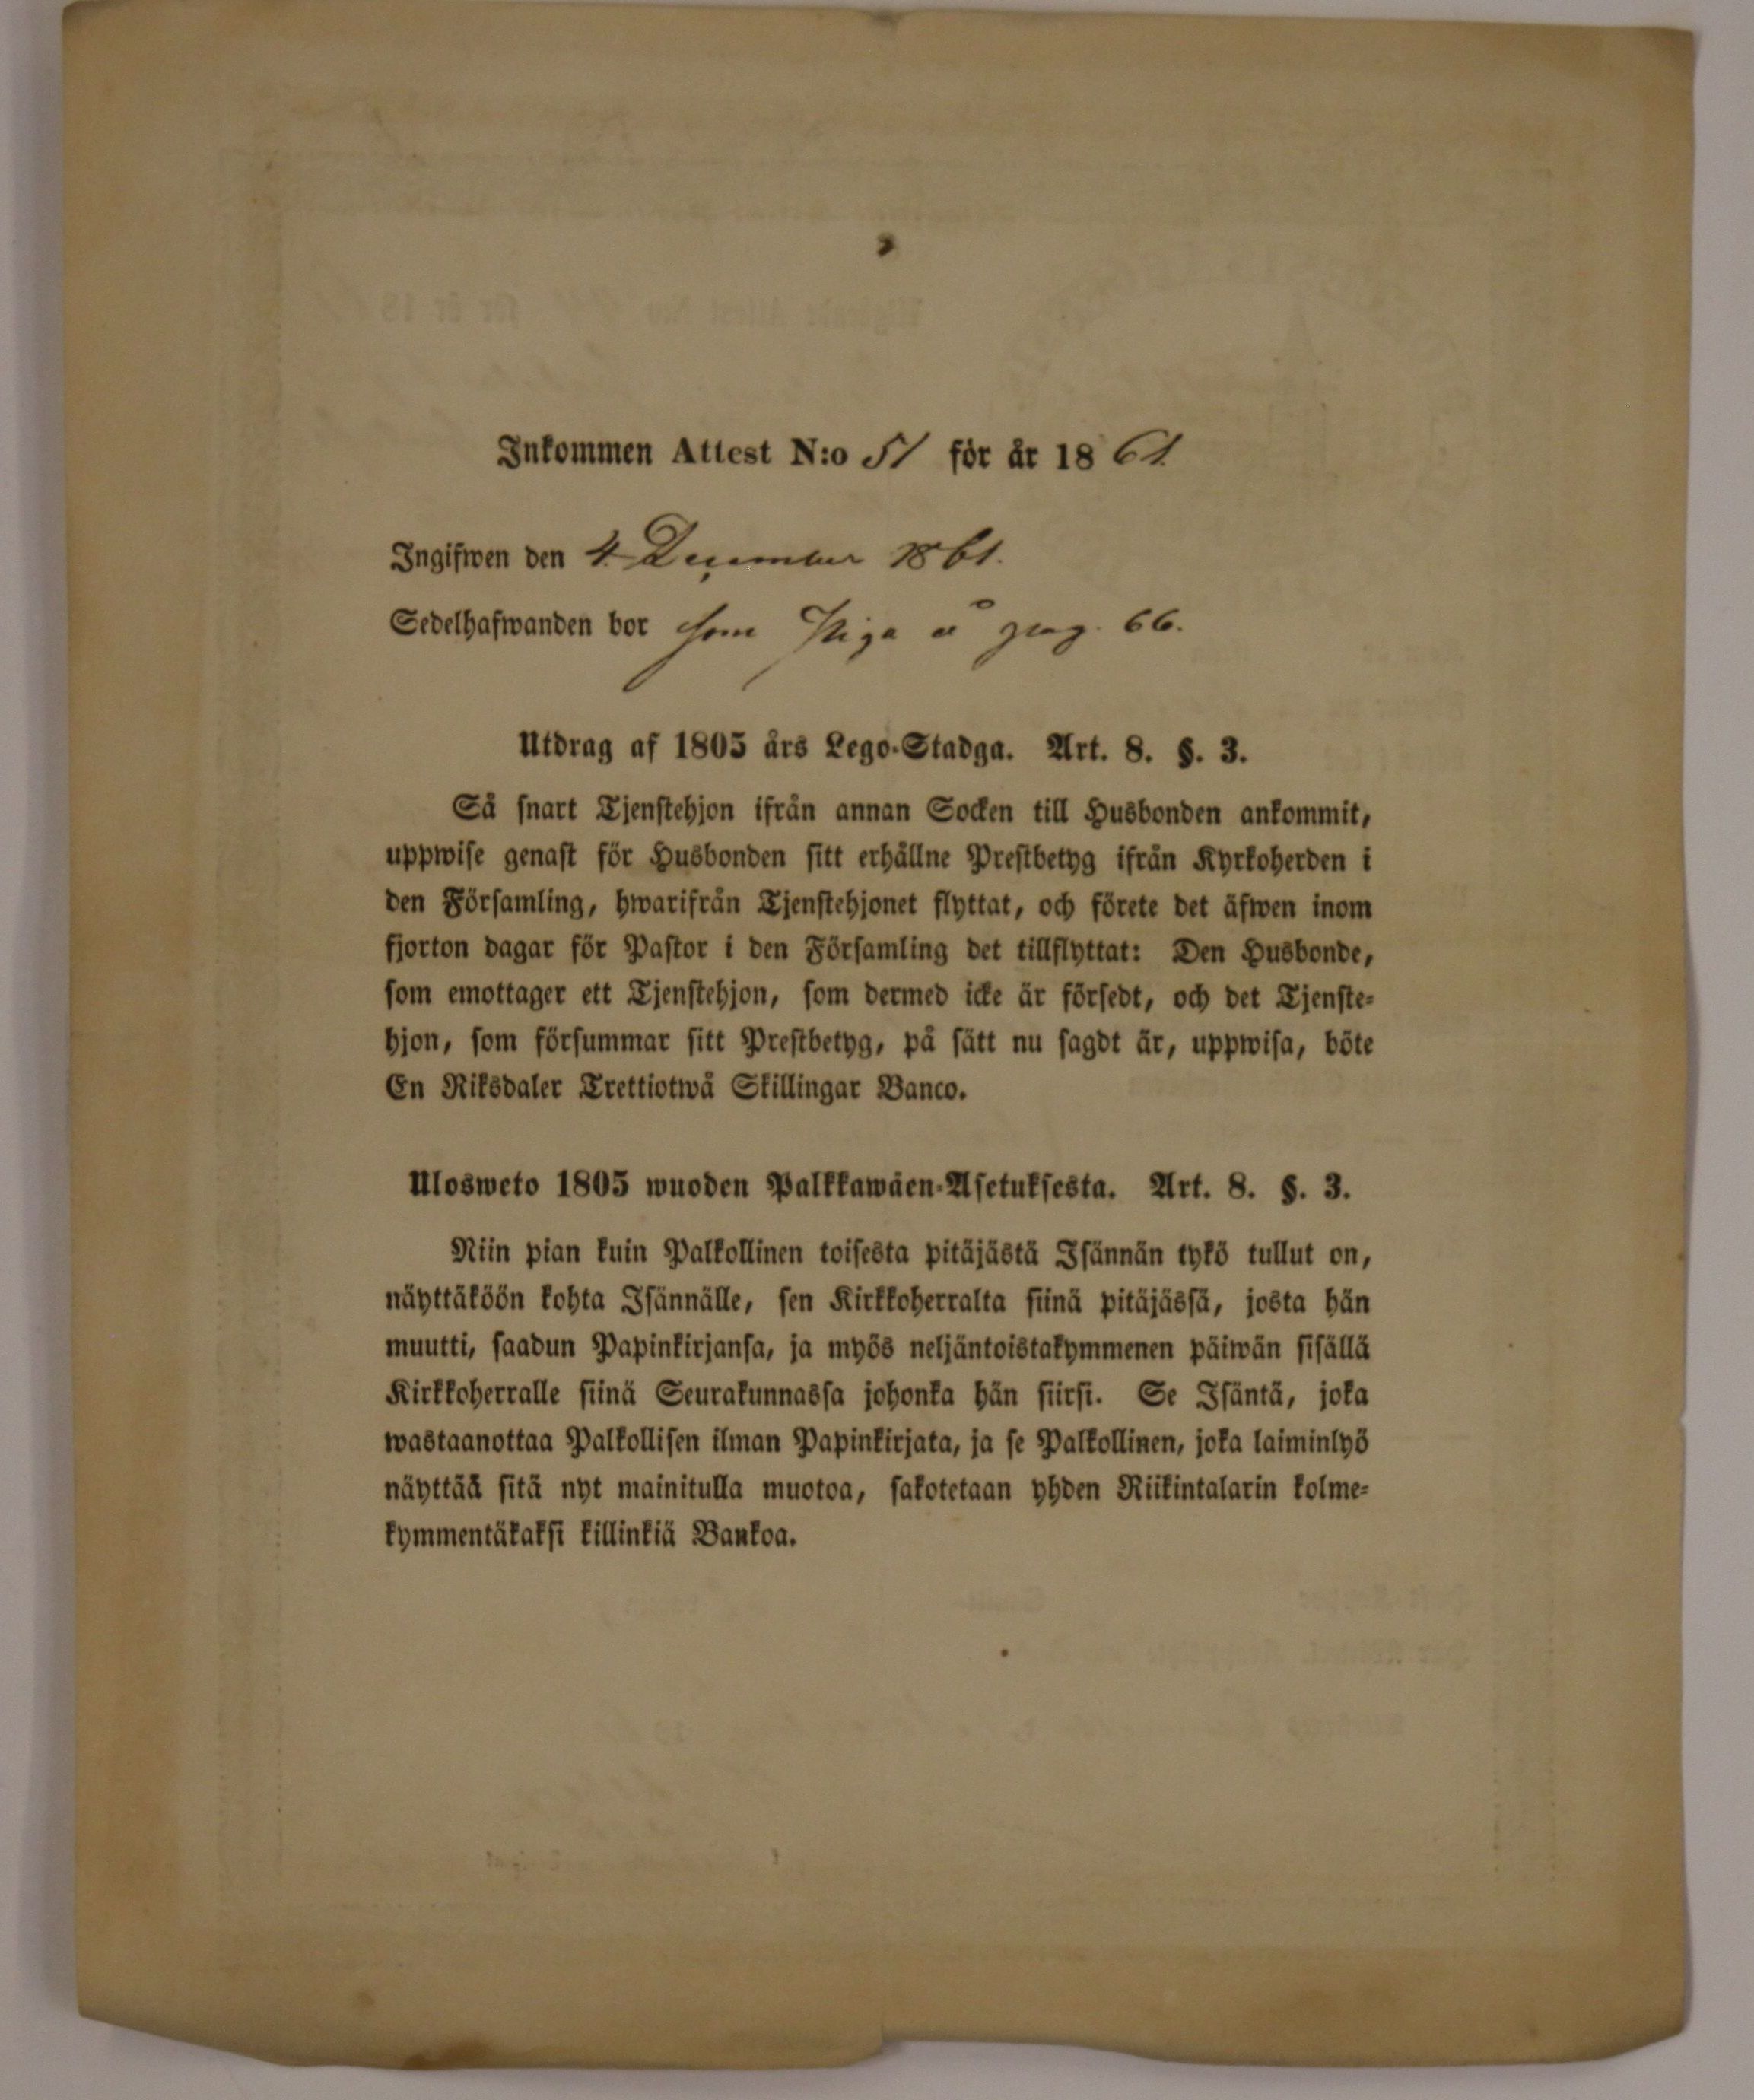 Inkommen Attest N:o 51 för år 1861.
Ingifwen den 4. December 1861.
Sedelhafwanden bor som Piga å pag. 66.
Utdrag af 1805 års Lego-Stadga. Art. 8. §. 3.
Så snart Tjenstehjon ifrån annan Socken till Husbonden ankommit,
uppwise genast för Husbonden sitt erhållne Prestbetyg ifrån Kyrkoherden i
den Församling, hwarifrån Tjenstehjonet flyttat, och förete det äfwen inom
fjorton dagar för Pastor i den Församling det tillflyttat: Den Husbonde,
som emottager ett Tjenstehjon, som dermed icke är försedt, och det Tjenste-
hjon, som försummar sitt Prestbetyg, på sätt nu sagdt är, uppwisa, böte
En Riksdaler Trettiotwå Skillingar Banco.
Ulosweto 1805 wuoden Palkkawäen-Asetuksesta. Art. 8. §. 3.
Niin pian kuin Palkollinen toisesta pitäjästä Isännän tykö tullut on,
näyttäköön kohta Isännälle, sen Kirkkoherralta siinä pitäjässä, josta hän
muutti, saadun Papinkirjansa, ja myös neljäntoistakymmenen päiwän sisällä
Kirkkoherralle siinä Seurakunnassa johonka hän siirsi. Se Isäntä, joka
wastaanottaa Palkollisen ilman Papinkirjata, ja se Palkollinen, joka laiminlyö
näyttää sitä nyt mainitulla muotoa, sakotetaan yhden Riikintalarin kolme-
kymmentäkaksi killinkiä Bankoa.